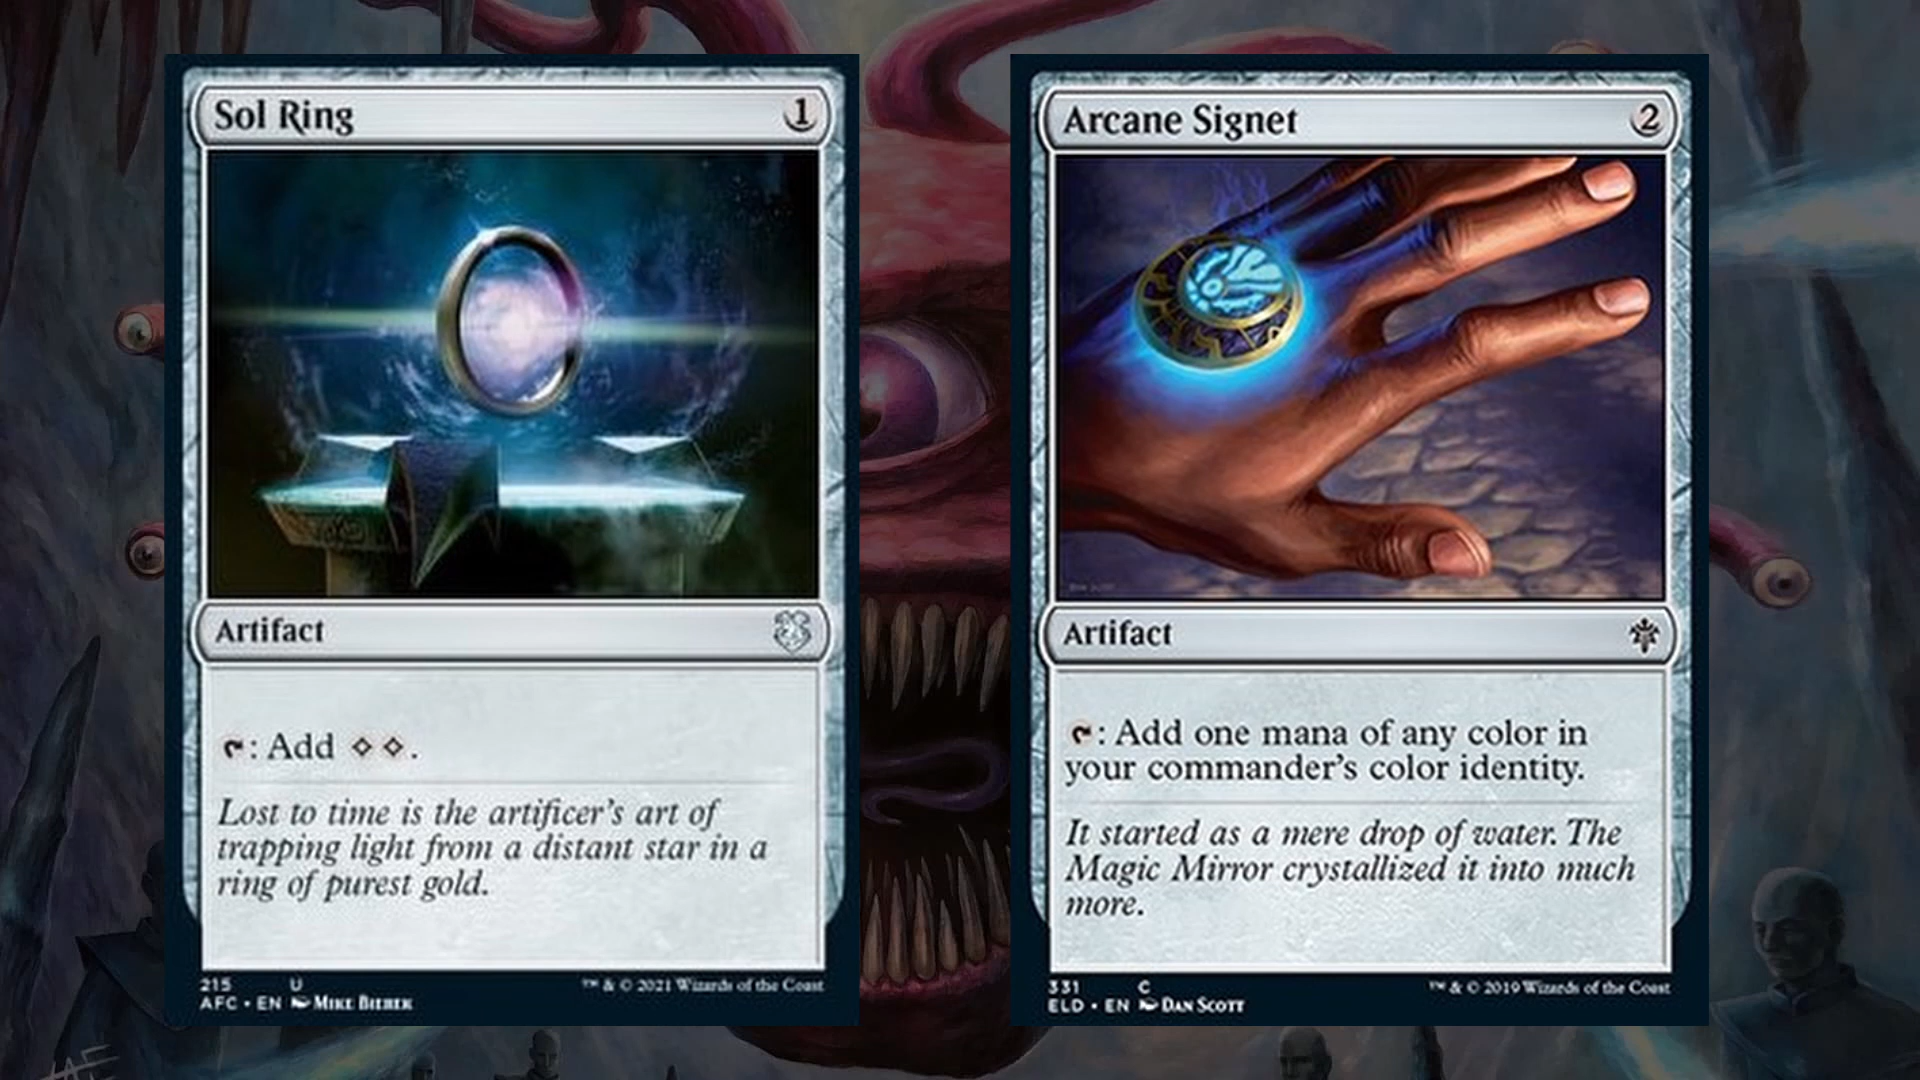 Sol Ring 1
Artifact
: Add .
Lost to time is the artificer's art of
trapping light from a distant star in a
ring of purest gold.
215 U
AFC • EN MIKE BIEREK
™ & © 2021 Wizards of the Coast
Arcane Signet 2
Artifact
: Add one mana of any color in
your commander's color identity.
It started as a mere drop of water. The
Magic Mirror crystallized it into much
more.
331 C
ELD • EN DAN SCOTT
™ & © 2019 Wizards of the Coast